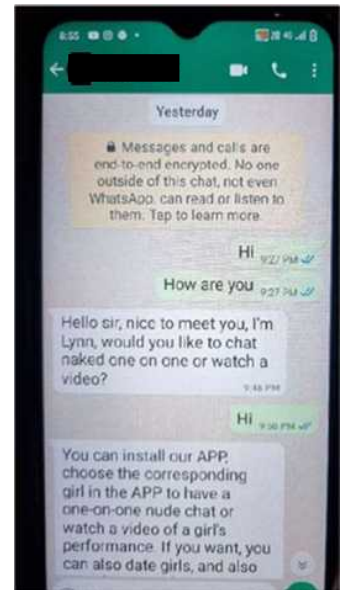 8:55
Yesterday
Messages and calls are
end-to-end encrypted. No one
outside of this chat, not even
WhatsApp, can read or listen to
them. Tap to learn more.
Hi 9:27 PM
How are you 9:27 PM
Hello sir, nice to meet you, I'm
Lynn, would you like to chat
naked one on one or watch a
video?
9:46 PM
Hi 9:50 PM
You can install our APP,
choose the corresponding
girl in the APP to have a
one-on-one nude chat or
watch a video of a girl's
performance. If you want, you
can also date girls, and also